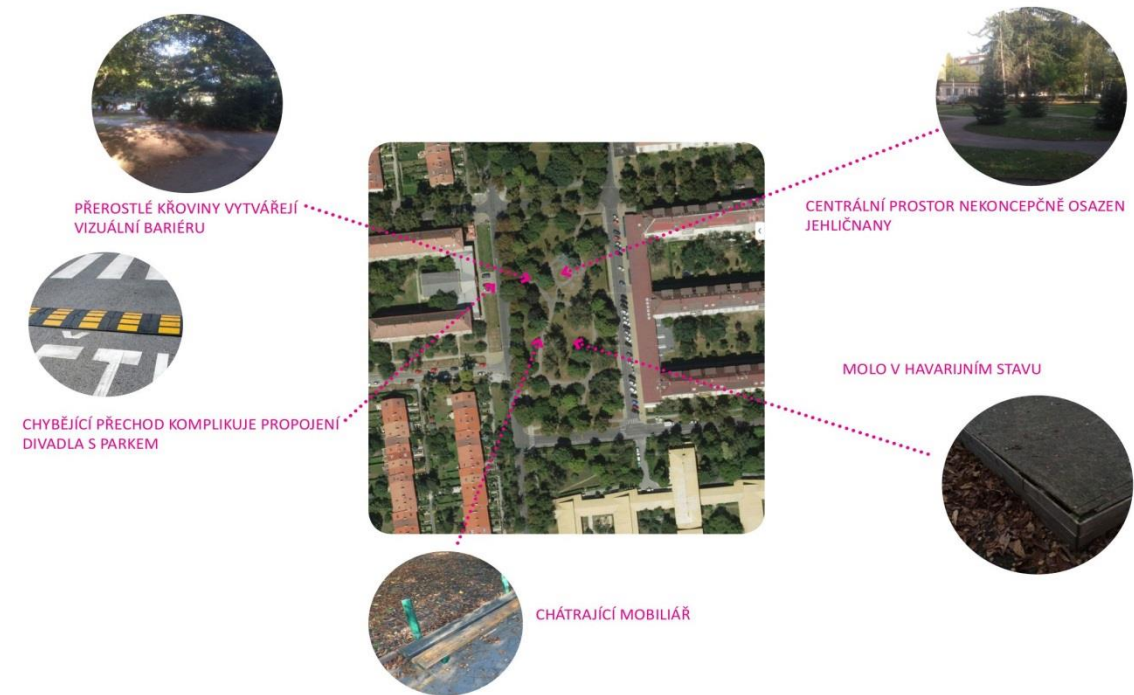 PŘEROSTLÉ KŘOVINY VYTVÁŘEJÍ
VIZUÁLNÍ BARIÉRU
CENTRÁLNÍ PROSTOR NEKONCEPČNĚ OSAZEN
JEHLIČNANY
CHYBĚJÍCÍ PŘECHOD KOMPLIKUJE PROPOJENÍ
DIVADLA S PARKEM
MOLO V HAVARIJNÍM STAVU
CHÁTRAJÍCÍ MOBILIÁŘ